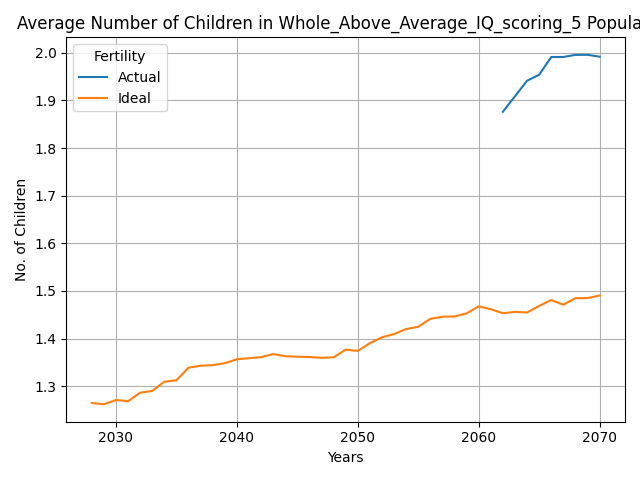 Average Number of Children in Whole_Above_Average_IQ_scoring_5 Popula
Fertility
Actual
Ideal
2.0
1.9
1.8
1.7
1.6
1.5
1.4
1.3
No. of Children
2030 2040 2050 2060 2070
Years